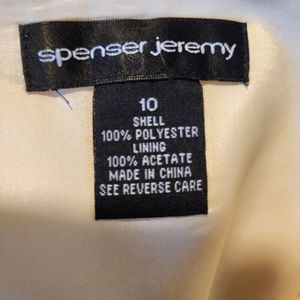 spenser jeremy
10
SHELL
100% POLYESTER
LINING
100% ACETATE
MADE IN CHINA
SEE REVERSE CARE